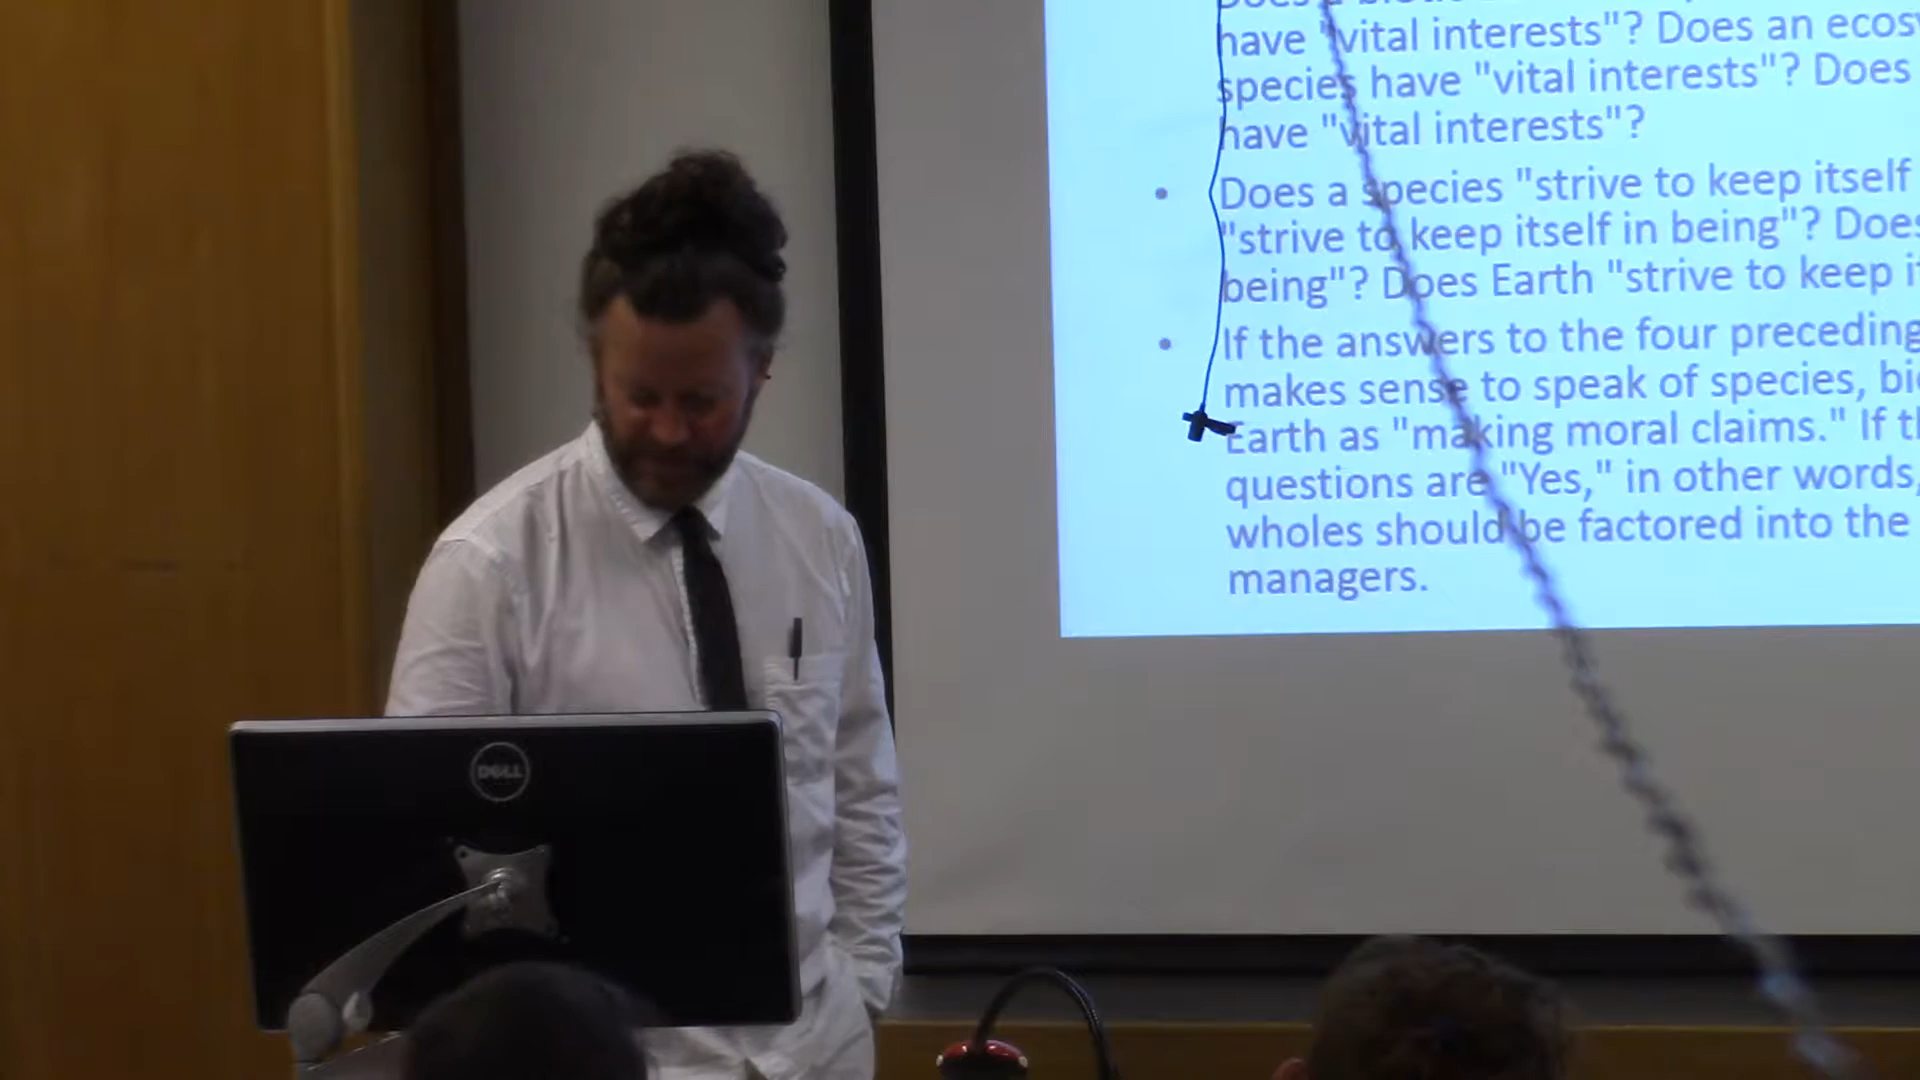 have "vital interests"? Does an
species have "vital interests"? Does
have "vital interests"?
• Does a species "strive to keep itself
"strive to keep itself in being"? Does
being"? Does Earth "strive to keep
• If the answers to the four preceding
makes sense to speak of species,
Earth as "making moral claims." If
questions are "Yes," in other words,
wholes should be factored into the
managers.
DELL